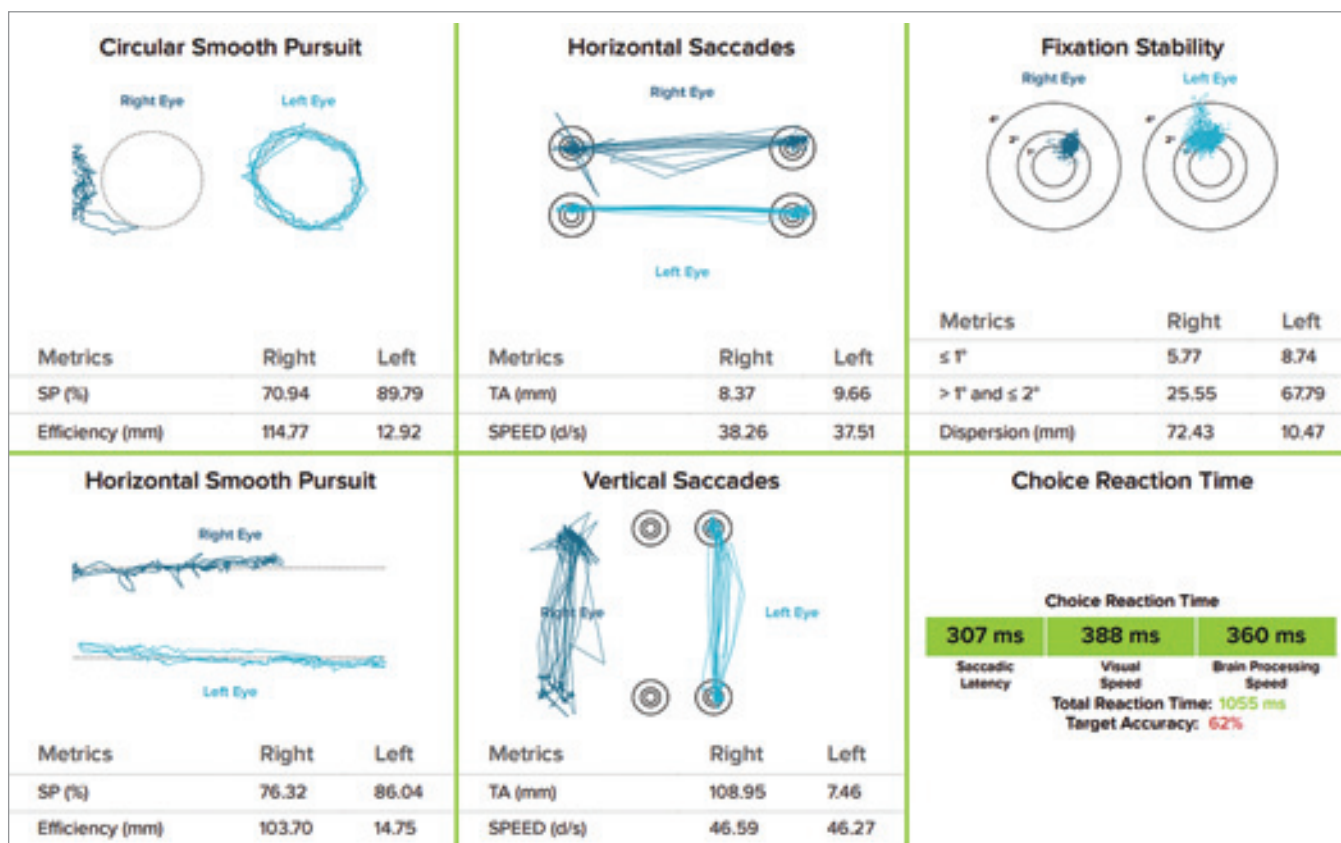 Circular Smooth Pursuit
Right Eye
Left Eye
Metrics Right Left
SP (%) 70.94 89.79
Efficiency (mm) 114.77 12.92
Horizontal Saccades
Right Eye
Left Eye
Metrics Right Left
TA (mm) 8.37 9.66
SPEED (d/s) 38.26 37.51
Fixation Stability
Right Eye
Left Eye
4°
2°
1°
4°
2°
Metrics Right Left
≤ 1° 5.77 8.74
> 1° and ≤ 2° 25.55 67.79
Dispersion (mm) 72.43 10.47
Horizontal Smooth Pursuit
Right Eye
Left Eye
Metrics Right Left
SP (%) 76.32 86.04
Efficiency (mm) 103.70 14.75
Vertical Saccades
Right Eye
Left Eye
Metrics Right Left
TA (mm) 108.95 7.46
SPEED (d/s) 46.59 46.27
Choice Reaction Time
Choice Reaction Time
307 ms 388 ms 360 ms
Saccadic Visual Brain Processing
Latency Speed Speed
Total Reaction Time: 1055 ms
Target Accuracy: 62%